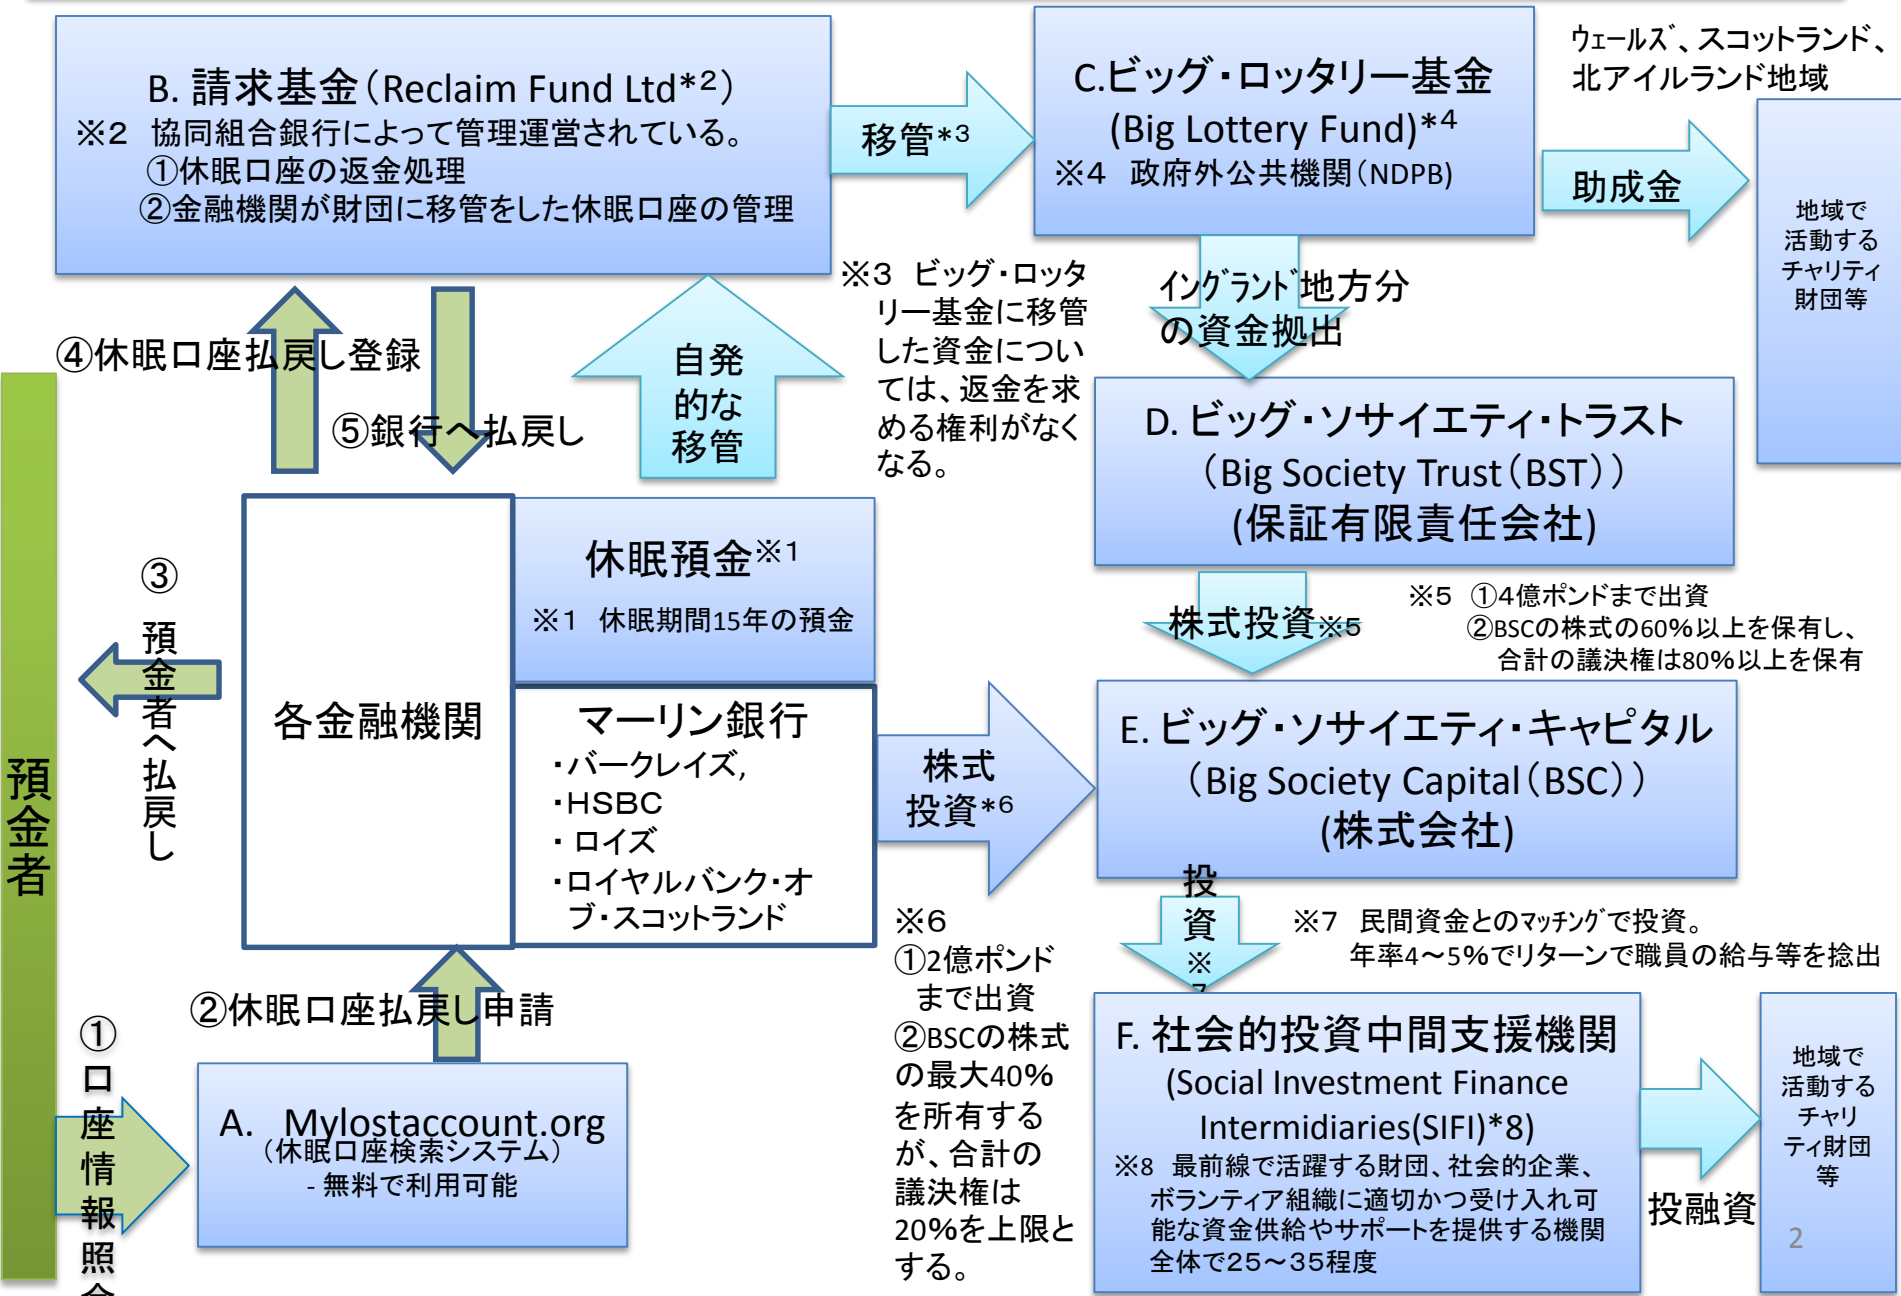 B. 請求基金（Reclaim Fund Ltd*2）
※２　協同組合銀行によって管理運営されている。
①休眠口座の返金処理
②金融機関が財団に移管をした休眠口座の管理
移管*3
C.ビッグ・ロッタリー基金
(Big Lottery Fund)*4
※４　政府外公共機関（NDPB)
ｳｪｰﾙｽﾞ、スコットランド、
北アイルランド地域
助成金
地域で
活動する
チャリティ
財団等
④休眠口座払戻し登録
⑤銀行へ払戻し
自発
的な
移管
※３　ビッグ・ロッタ
リー基金に移管
した資金につい
ては、返金を求
める権利がなく
なる。
ｲﾝｸﾞﾗﾝﾄﾞ地方分
の資金拠出
D. ビッグ・ソサイエティ・トラスト
（Big Society Trust（BST））
(保証有限責任会社)
株式投資※５
※５　①４億ポンドまで出資
②BSCの株式の60％以上を保有し、
合計の議決権は80％以上を保有
預金者
③預金者へ払戻し
各金融機関
休眠預金※１
※１　休眠期間15年の預金
マーリン銀行
・バークレイズ,
・ＨＳＢＣ
・ ロイズ
・ロイヤルバンク・オ
ブ・スコットランド
株式
投資*6
E. ビッグ・ソサイエティ・キャピタル
（Big Society Capital（BSC））
(株式会社)
※６
①2億ポンド
まで出資
②BSCの株式
の最大40％
を所有する
が、合計の
議決権は
20％を上限と
する。
投
資
※
7
※７　民間資金とのﾏｯﾁﾝｸﾞで投資。
年率4～5％でリターンで職員の給与等を捻出
②休眠口座払戻し申請
①口座情報照会
A.　Mylostaccount.org
（休眠口座検索システム）
- 無料で利用可能
F. 社会的投資中間支援機関
(Social Investment Finance
Intermidiaries(SIFI)*8)
※8　最前線で活躍する財団、社会的企業、
ボランティア組織に適切かつ受け入れ可
能な資金供給やサポートを提供する機関
全体で２５～３５程度
投融資
地域で
活動する
チャリ
ティ財団
等
2